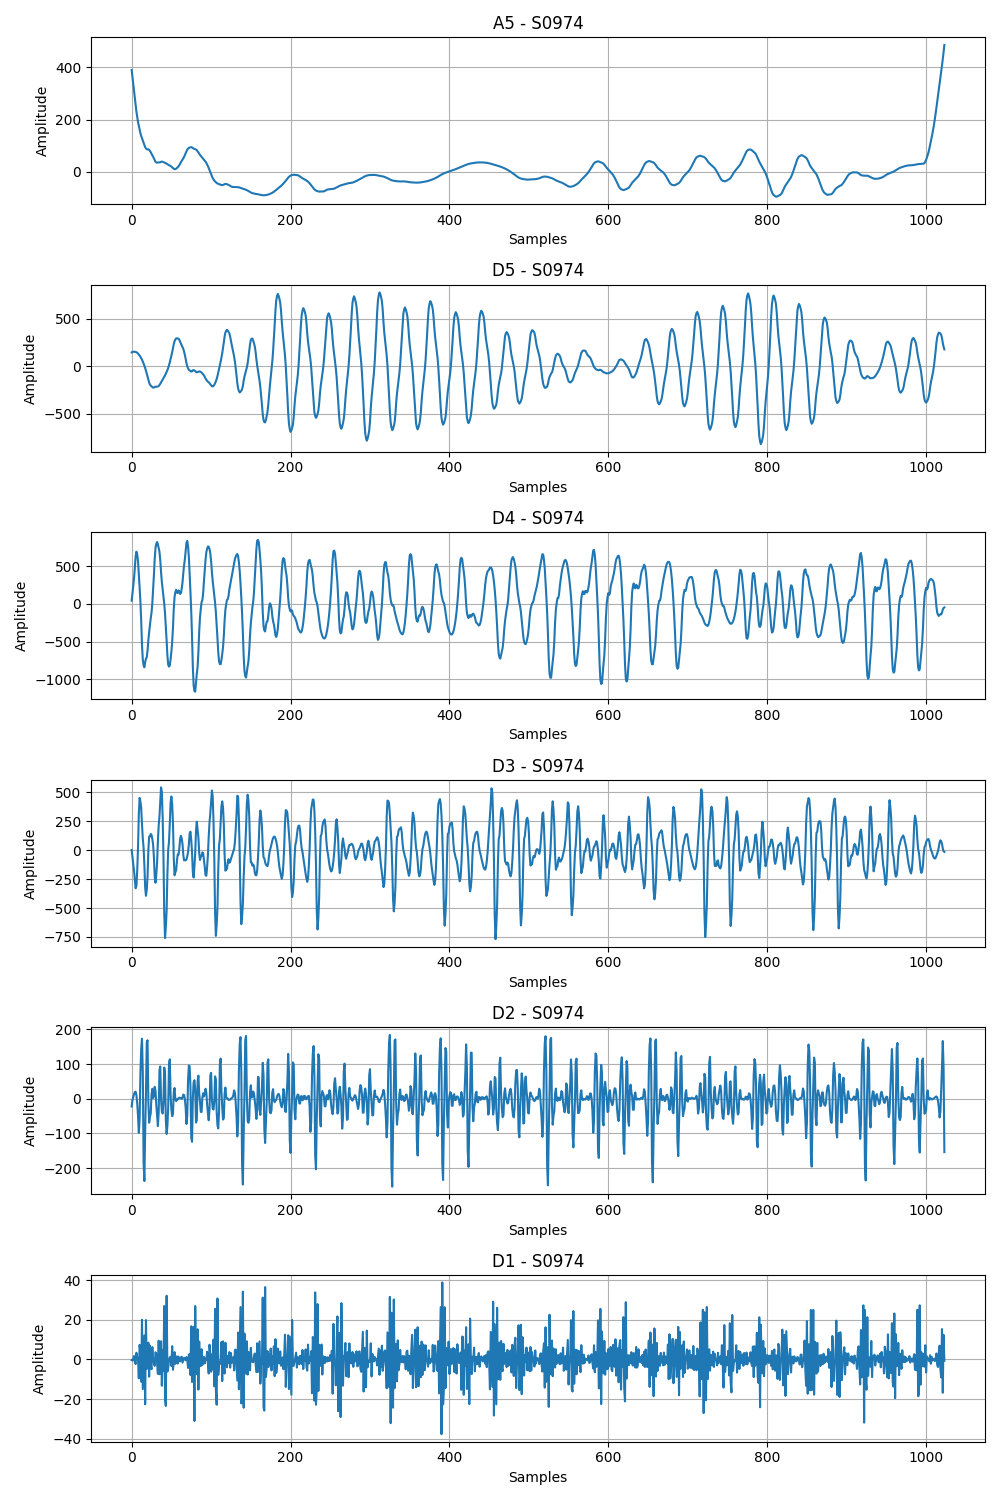 A5 - S0974
400
200
0
Amplitude
0 200 400 600 800 1000
Samples
D5 - S0974
500
0
−500
Amplitude
0 200 400 600 800 1000
Samples
D4 - S0974
500
0
−500
−1000
Amplitude
0 200 400 600 800 1000
Samples
D3 - S0974
500
250
0
−250
−500
−750
Amplitude
0 200 400 600 800 1000
Samples
D2 - S0974
200
100
0
−100
−200
Amplitude
0 200 400 600 800 1000
Samples
D1 - S0974
40
20
0
−20
−40
Amplitude
0 200 400 600 800 1000
Samples